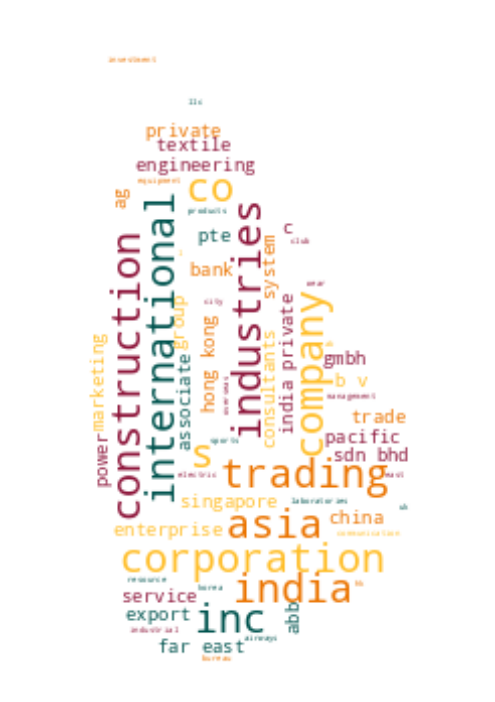 investment
llc
private
textile
engineering
equipment
ag
co
products
international
industries
c
pte
club
construction
system
bank
near
city
group
hong kong
india private
company
marketing
consultants
associate
gmbh
overseas
b v
management
trade
power
pacific
sports
s
sdn bhd
trading
electric
east
singapore
laboratories
uk
asia
china
enterprise
communication
corporation
resource
india
hk
korea
service
abb
export
inc
industrial
airways
far east
bureau